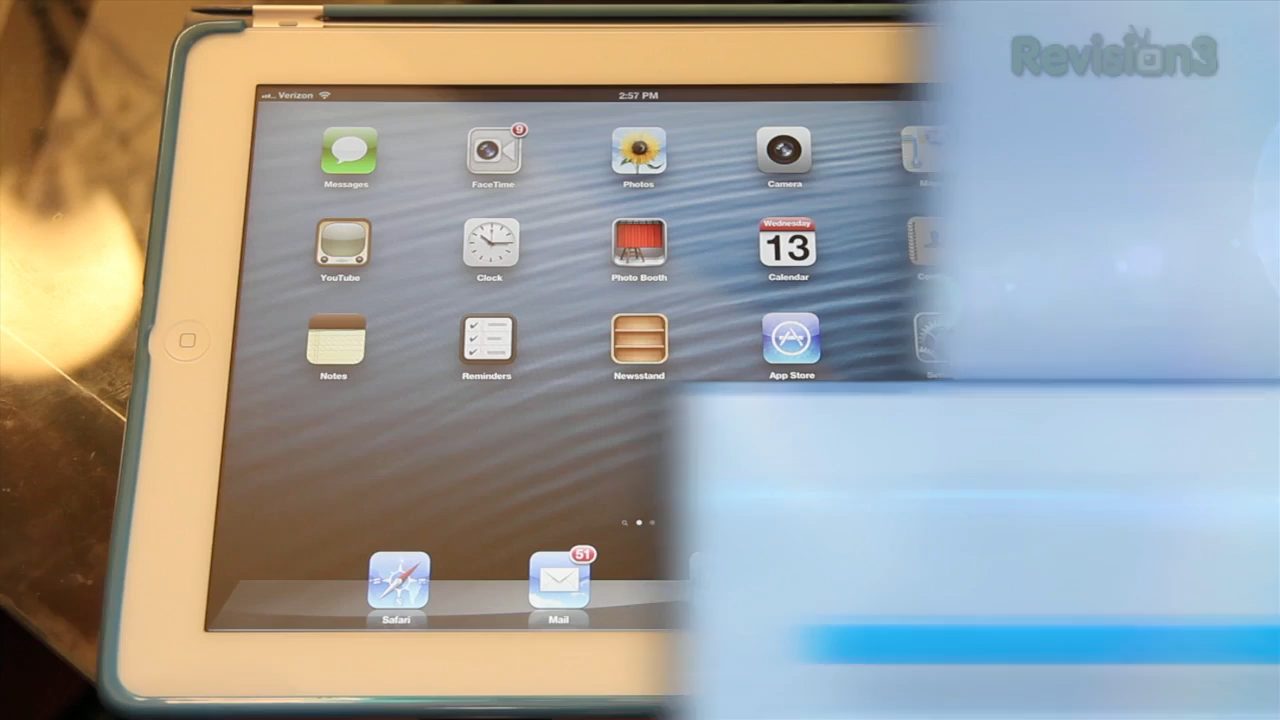 Revision3
Verizon 2:57 PM
9
Messages FaceTime Photos Camera
Wednesday
13
YouTube Clock Photo Booth Calendar
Notes Reminders Newsstand App Store
51
Safari Mail